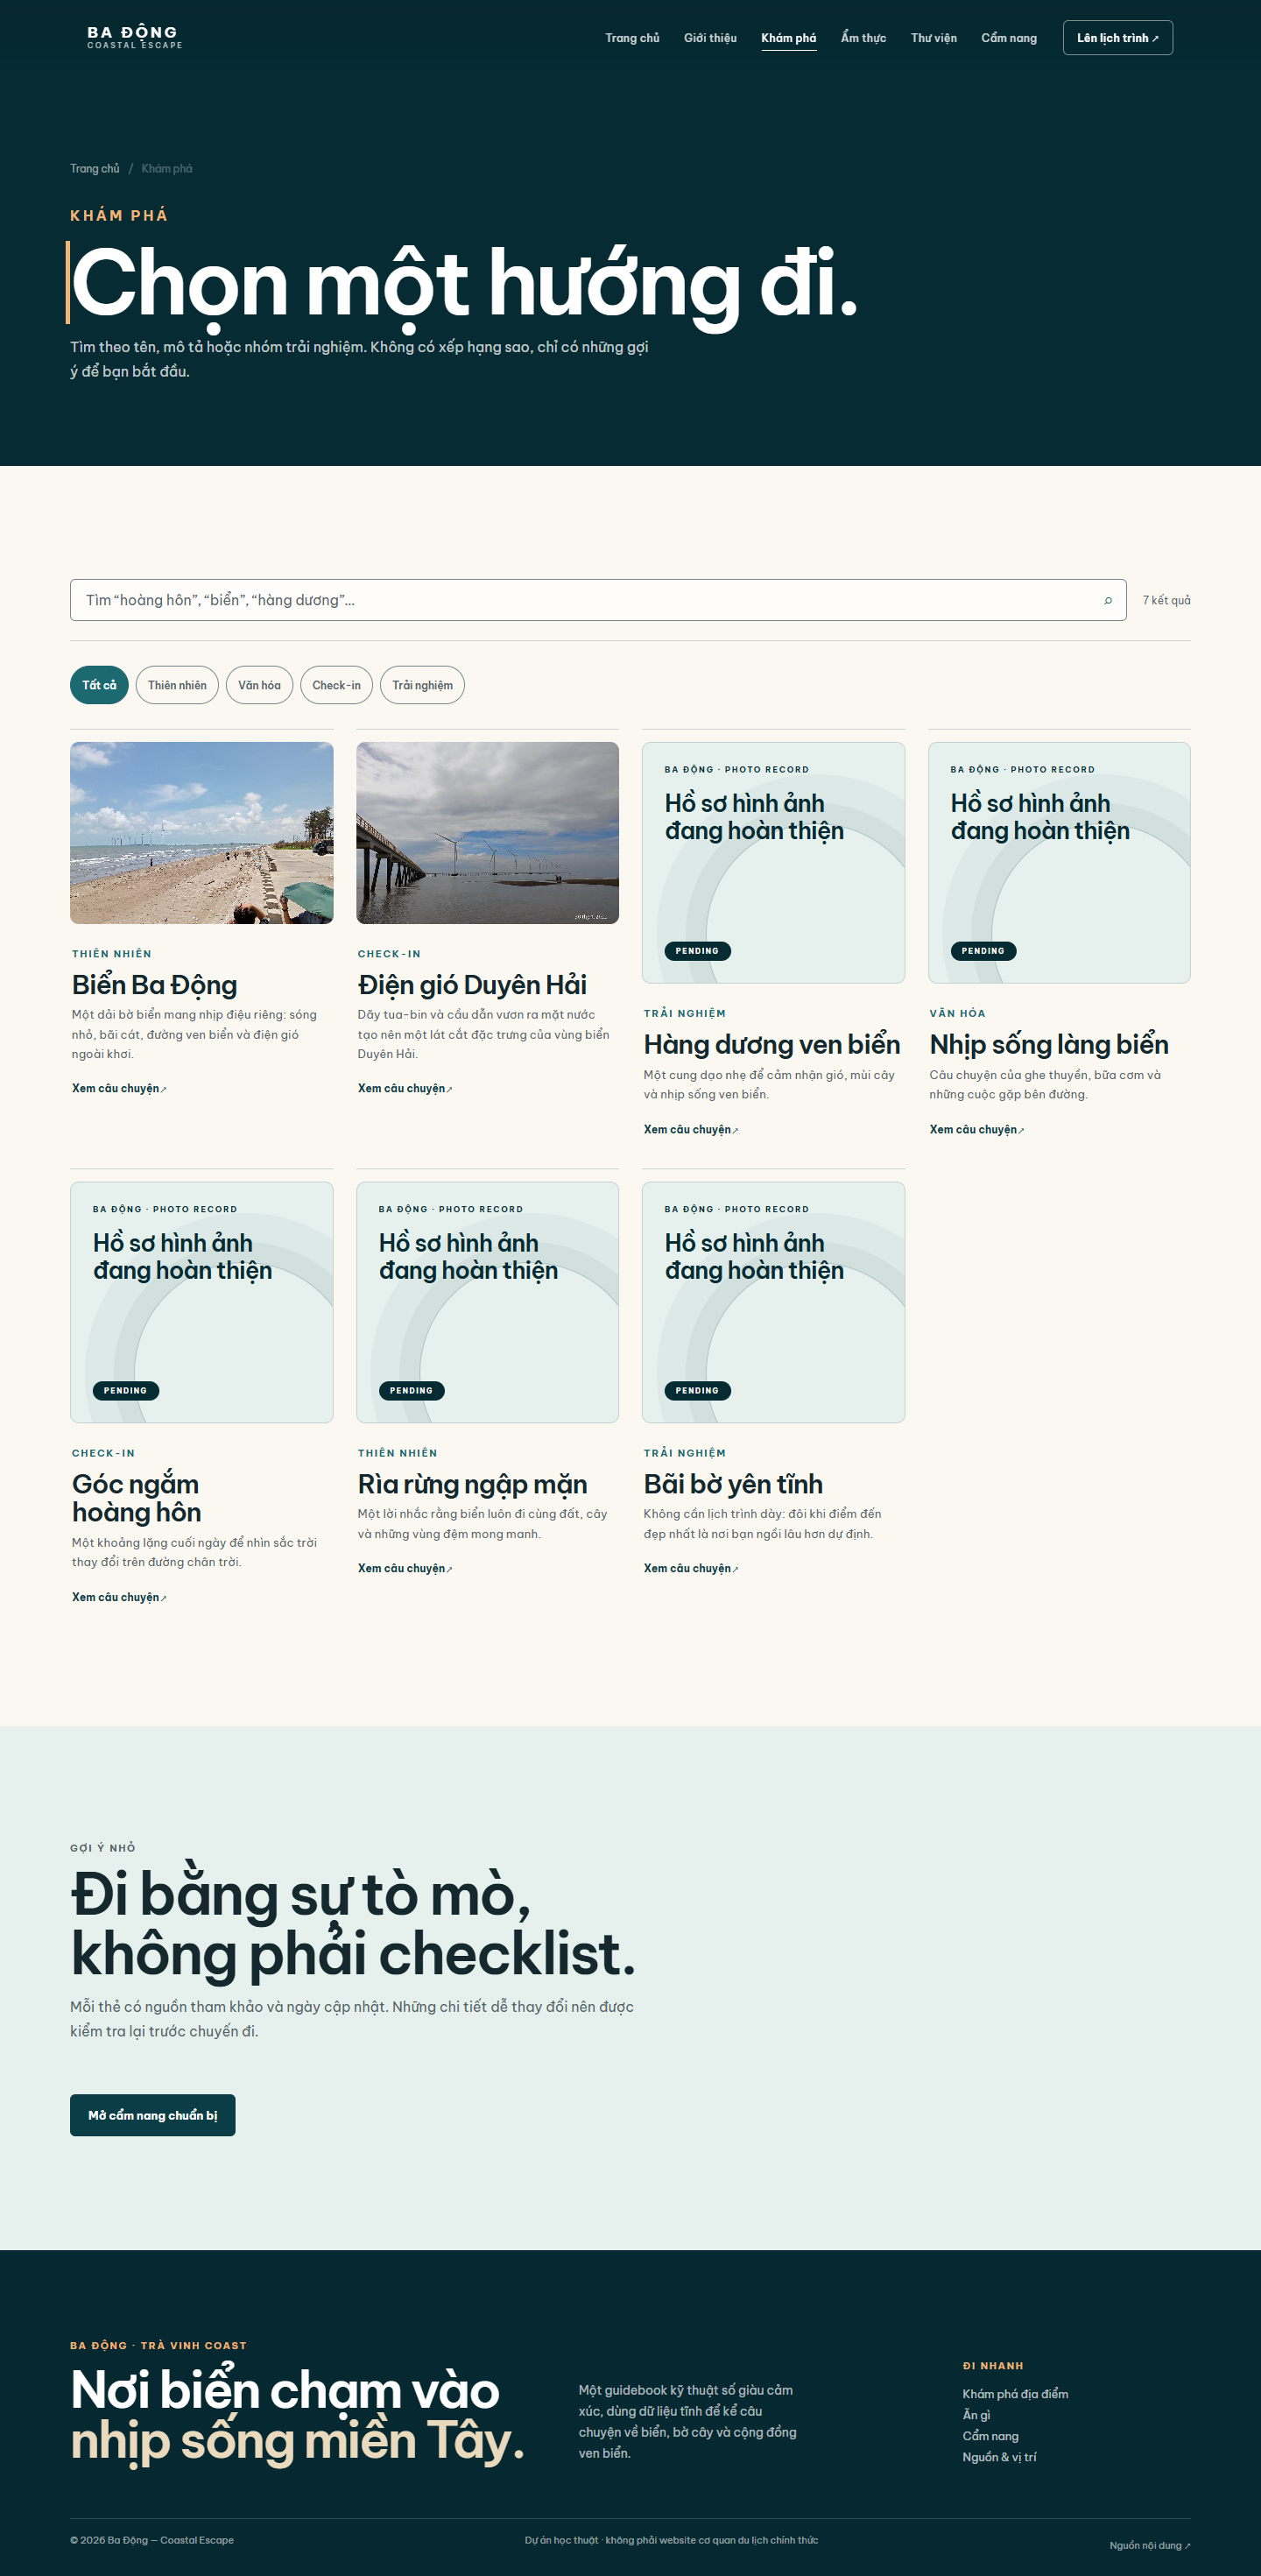 BA ĐỘNG
COASTAL ESCAPE
Trang chủ
Giới thiệu
Khám phá
Ẩm thực
Thư viện
Cẩm nang
Lên lịch trình ↗
Trang chủ / Khám phá
KHÁM PHÁ
Chọn một hướng đi.
Tìm theo tên, mô tả hoặc nhóm trải nghiệm. Không có xếp hạng sao, chỉ có những gợi
ý để bạn bắt đầu.
Tìm “hoàng hôn”, “biển”, “hàng dương”...
7 kết quả
Tất cả
Thiên nhiên
Văn hóa
Check-in
Trải nghiệm
THIÊN NHIÊN
Biển Ba Động
Một dải bờ biển mang nhịp điệu riêng: sóng
nhỏ, bãi cát, đường ven biển và điện gió
ngoài khơi.
Xem câu chuyện↗
CHECK-IN
Điện gió Duyên Hải
Dãy tua-bin và cầu dẫn vươn ra mặt nước
tạo nên một lát cắt đặc trưng của vùng biển
Duyên Hải.
Xem câu chuyện↗
BA ĐỘNG · PHOTO RECORD
Hồ sơ hình ảnh
đang hoàn thiện
PENDING
TRẢI NGHIỆM
Hàng dương ven biển
Một cung dạo nhẹ để cảm nhận gió, mùi cây
và nhịp sống ven biển.
Xem câu chuyện↗
BA ĐỘNG · PHOTO RECORD
Hồ sơ hình ảnh
đang hoàn thiện
PENDING
VĂN HÓA
Nhịp sống làng biển
Câu chuyện của ghe thuyền, bữa cơm và
những cuộc gặp bên đường.
Xem câu chuyện↗
BA ĐỘNG · PHOTO RECORD
Hồ sơ hình ảnh
đang hoàn thiện
PENDING
CHECK-IN
Góc ngắm
hoàng hôn
Một khoảng lặng cuối ngày để nhìn sắc trời
thay đổi trên đường chân trời.
Xem câu chuyện↗
BA ĐỘNG · PHOTO RECORD
Hồ sơ hình ảnh
đang hoàn thiện
PENDING
THIÊN NHIÊN
Rìa rừng ngập mặn
Một lời nhắc rằng biển luôn đi cùng đất, cây
và những vùng đệm mong manh.
Xem câu chuyện↗
BA ĐỘNG · PHOTO RECORD
Hồ sơ hình ảnh
đang hoàn thiện
PENDING
TRẢI NGHIỆM
Bãi bờ yên tĩnh
Không cần lịch trình dày: đôi khi điểm đến
đẹp nhất là nơi bạn ngồi lâu hơn dự định.
Xem câu chuyện↗
GỢI Ý NHỎ
Đi bằng sự tò mò,
không phải checklist.
Mỗi thẻ có nguồn tham khảo và ngày cập nhật. Những chi tiết dễ thay đổi nên được
kiểm tra lại trước chuyến đi.
Mở cẩm nang chuẩn bị
BA ĐỘNG · TRÀ VINH COAST
Nơi biển chạm vào
nhịp sống miền Tây.
Một guidebook kỹ thuật số giàu cảm
xúc, dùng dữ liệu tĩnh để kể câu
chuyện về biển, bờ cây và cộng đồng
ven biển.
ĐI NHANH
Khám phá địa điểm
Ăn gì
Cẩm nang
Nguồn & vị trí
© 2026 Ba Động — Coastal Escape
Dự án học thuật · không phải website cơ quan du lịch chính thức
Nguồn nội dung ↗